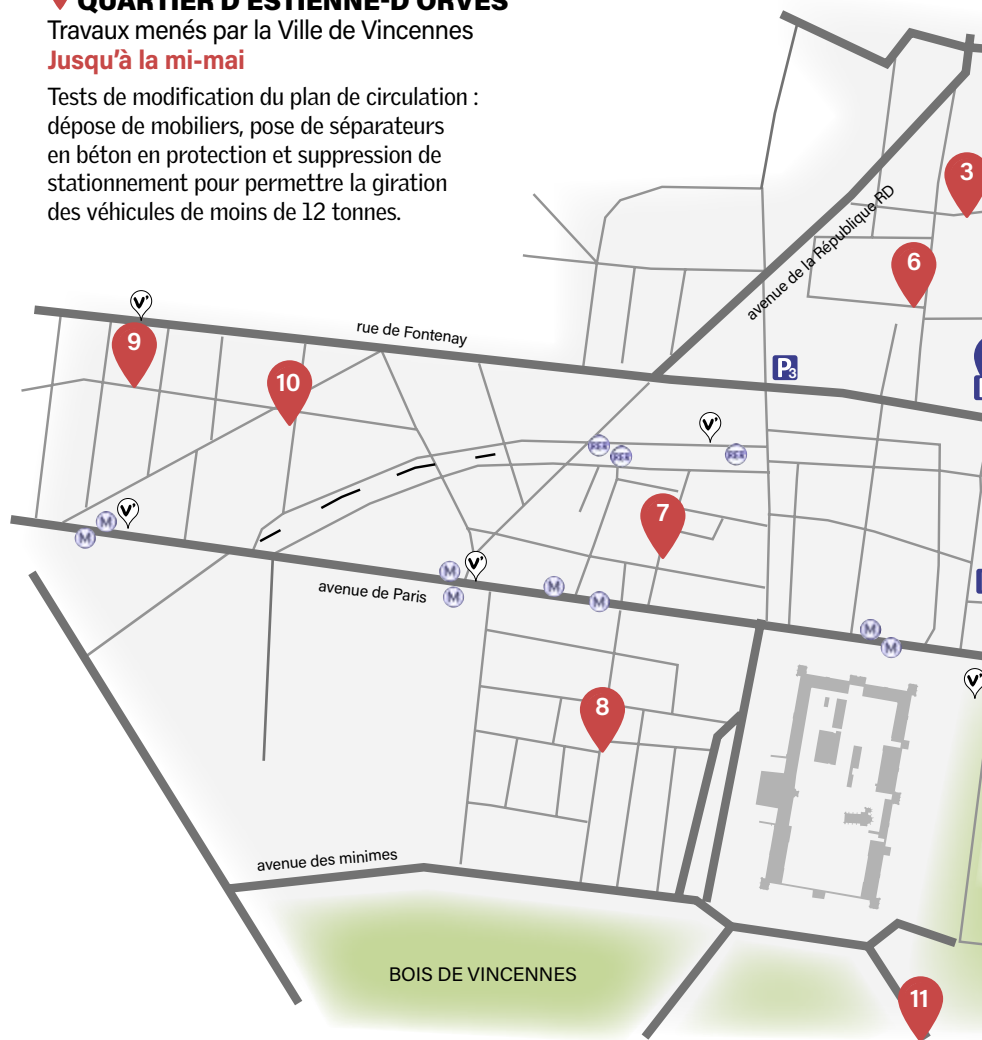 QUARTIER D'ESTIENNE-D'ORVES
Travaux menés par la Ville de Vincennes
Jusqu'à la mi-mai
Tests de modification du plan de circulation :
dépose de mobiliers, pose de séparateurs
en béton en protection et suppression de
stationnement pour permettre la giration
des véhicules de moins de 12 tonnes.
3
avenue de la République RD
6
V'
rue de Fontenay
9
10
P3
V'
RER
RER
RER
7
V'
M
M
V'
M
M
M
M
avenue de Paris
M
M
V'
8
avenue des minimes
BOIS DE VINCENNES
11